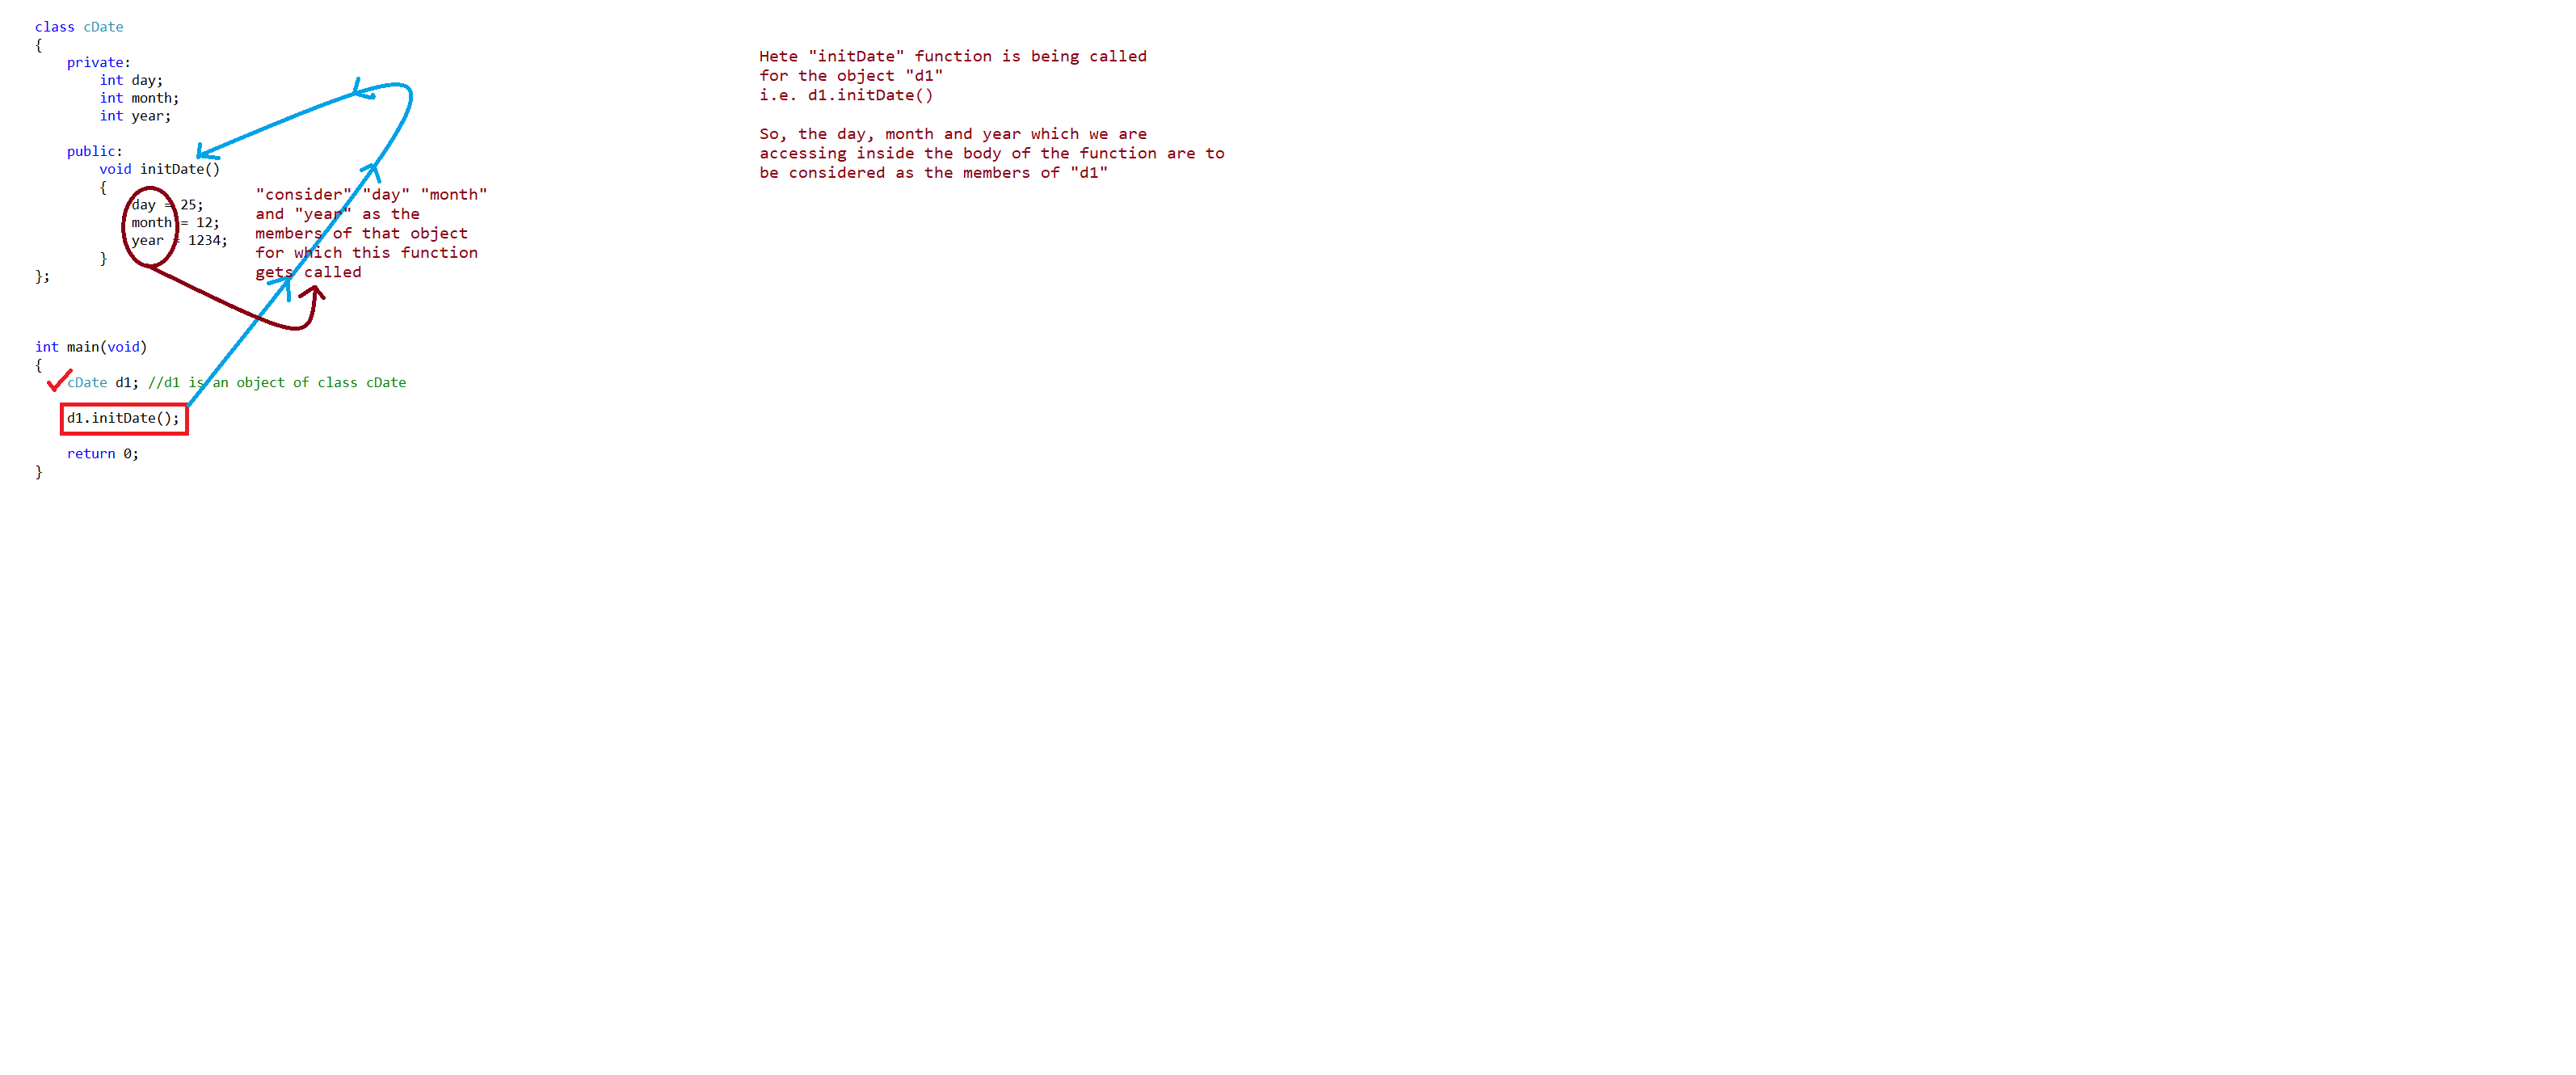 class cDate
{
private:
int day;
int month;
int year;
public:
void initDate()
{
day = 25;
month = 12;
year = 1234;
}
};
"consider" "day" "month"
and "year" as the
members of that object
for which this function
gets called
int main(void)
{
cDate d1; //d1 is an object of class cDate
d1.initDate();
return 0;
}
Hete "initDate" function is being called
for the object "d1"
i.e. d1.initDate()
So, the day, month and year which we are
accessing inside the body of the function are to
be considered as the members of "d1"